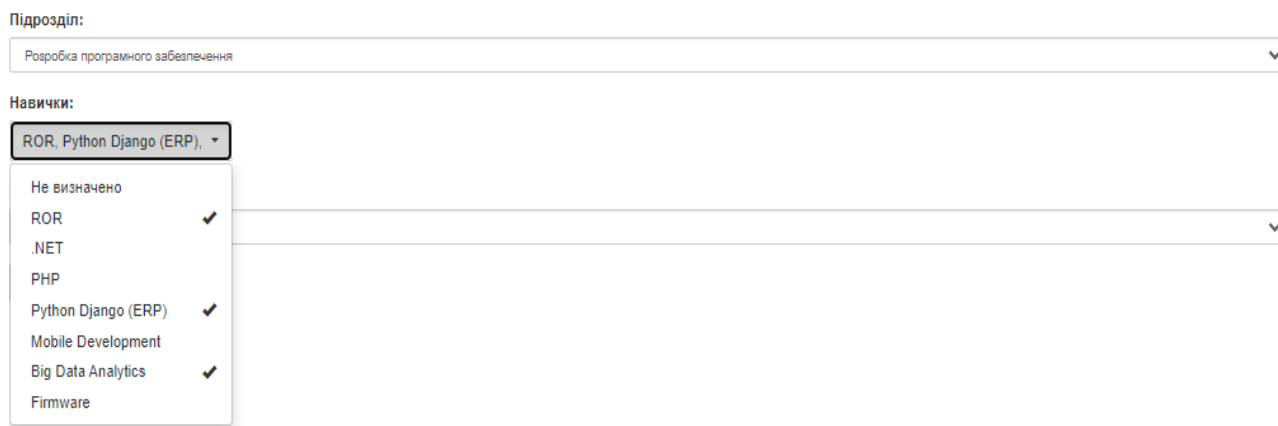 Підрозділ:
Розробка програмного забезпечення
Навички:
ROR, Python Django (ERP),
Не визначено
ROR
.NET
PHP
Python Django (ERP)
Mobile Development
Big Data Analytics
Firmware